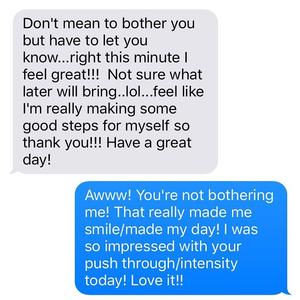 Don't mean to bother you
but have to let you
know...right this minute I
feel great!!! Not sure what
later will bring..lol...feel like
I'm really making some
good steps for myself so
thank you!!! Have a great
day!
Awww! You're not bothering
me! That really made me
smile/made my day! I was
so impressed with your
push through/intensity
today! Love it!!